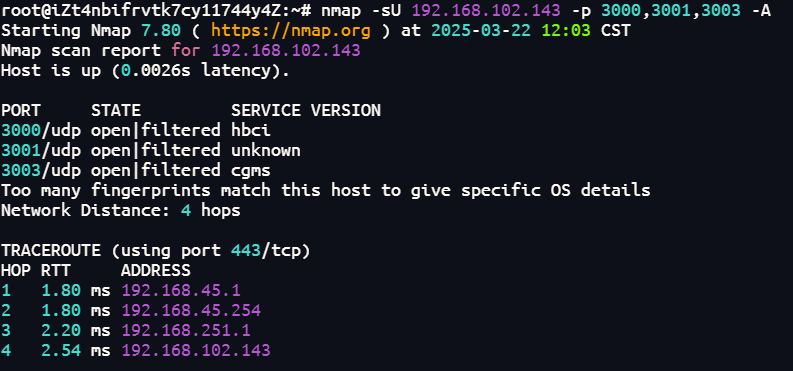 root@iZt4nbifrvtk7cy11744y4Z:~# nmap -sU 192.168.102.143 -p 3000,3001,3003 -A
Starting Nmap 7.80 ( https://nmap.org ) at 2025-03-22 12:03 CST
Nmap scan report for 192.168.102.143
Host is up (0.0026s latency).

PORT     STATE         SERVICE VERSION
3000/udp open|filtered hbci
3001/udp open|filtered unknown
3003/udp open|filtered cgms
Too many fingerprints match this host to give specific OS details
Network Distance: 4 hops

TRACEROUTE (using port 443/tcp)
HOP RTT     ADDRESS
1   1.80 ms 192.168.45.1
2   1.80 ms 192.168.45.254
3   2.20 ms 192.168.251.1
4   2.54 ms 192.168.102.143